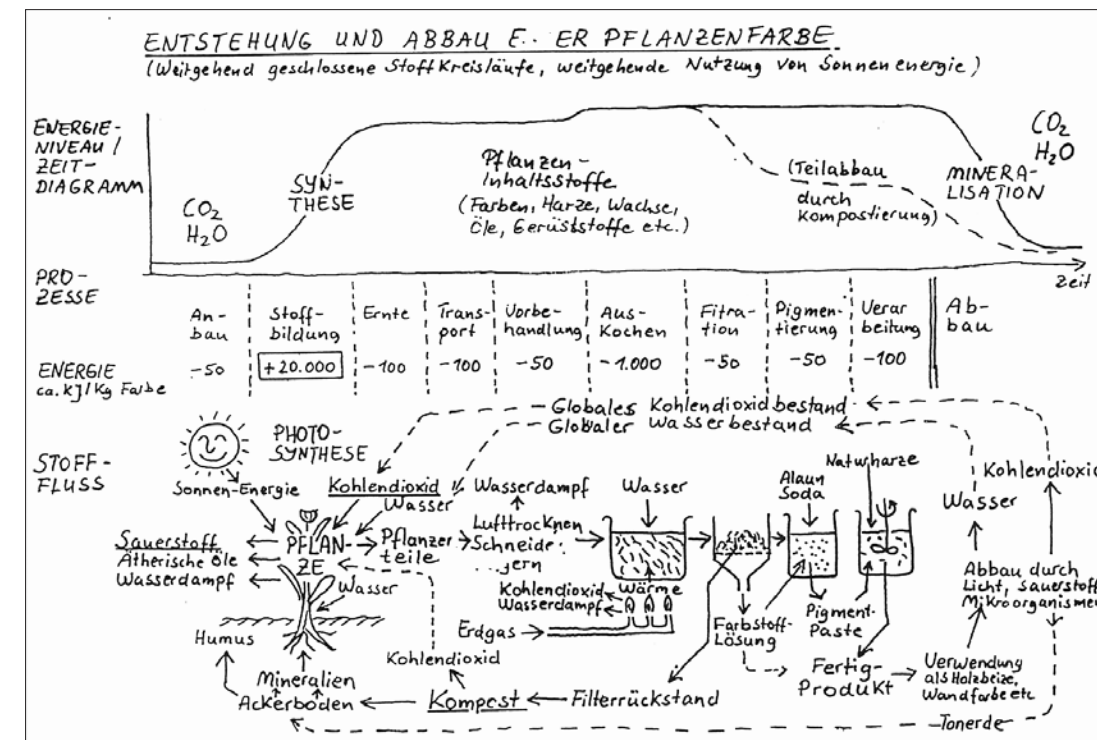 ENTSTEHUNG UND ABBAU E.. ER PFLANZENFARBE
(Weitgehend geschlossene Stoffkreisläufe, weitgehende Nutzung von Sonnenenergie)
ENERGIE-
NIVEAU /
ZEIT-
DIAGRAMM
CO2
H2O
SYN-
THESE
Pflanzen-
Inhaltsstoffe
(Farben, Harze, Wachse,
Öle, Gerüststoffe etc.)
(Teilabbau
durch
Kompostierung)
MINERA-
LISATION
CO2
H2O
Zeit
PRO-
ZESSE
An-
bau
Stoff-
bildung
Ernte
Trans-
port
Vorbe-
handlung
Aus-
Kochen
Fitra-
tion
Pigmen-
tierung
Verar
beitung
Ab-
bau
ENERGIE
ca. kJ/kg Farbe
-50
+20.000
-100
-100
-50
-1.000
-50
-50
-100
STOFF-
FLUSS
PHOTO-
SYNTHESE
Sonnen-Energie
Globales Kohlendioxidbestand
Globaler Wasserbestand
Kohlendioxid
Wasser
Sauerstoff
Ätherische Öle
Wasserdampf
PFLAN-
ZE
Wasser
Humus
Mineralien
Ackerboden
Pflanzer
teile
Wasserdampf
Lufttrocknen
Schneide
gern
Wasser
Wärme
Kohlendioxid
Wasserdampf
Erdgas
Kohlendioxid
Kompost
Filterrückstand
Farbstoff-
Lösung
Alaun
Soda
Pigment-
Paste
Naturharze
Fertig-
Produkt
Verwendung
als Holzbeize,
Wandfarbe etc
Abbau durch
Licht, Sauerstoff
Mikroorganismen
Wasser
Kohlendioxid
Tonerde